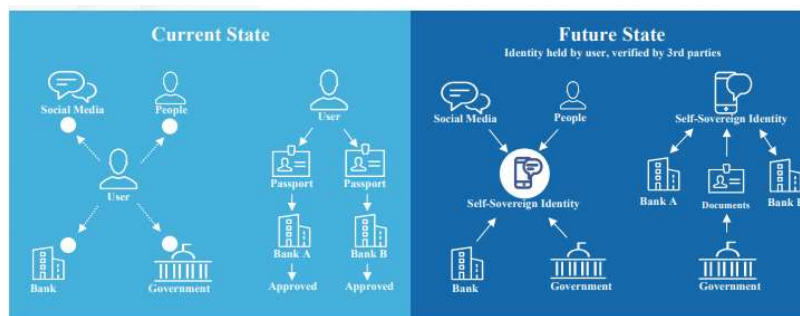 Current State
Social Media
People
User
Bank
Government
User
Passport
Passport
Bank A
Bank B
Approved
Approved
Future State
Identity held by user, verified by 3rd parties
Social Media
People
Self-Sovereign Identity
Bank
Government
Self-Sovereign Identity
Bank A
Documents
Bank
Government